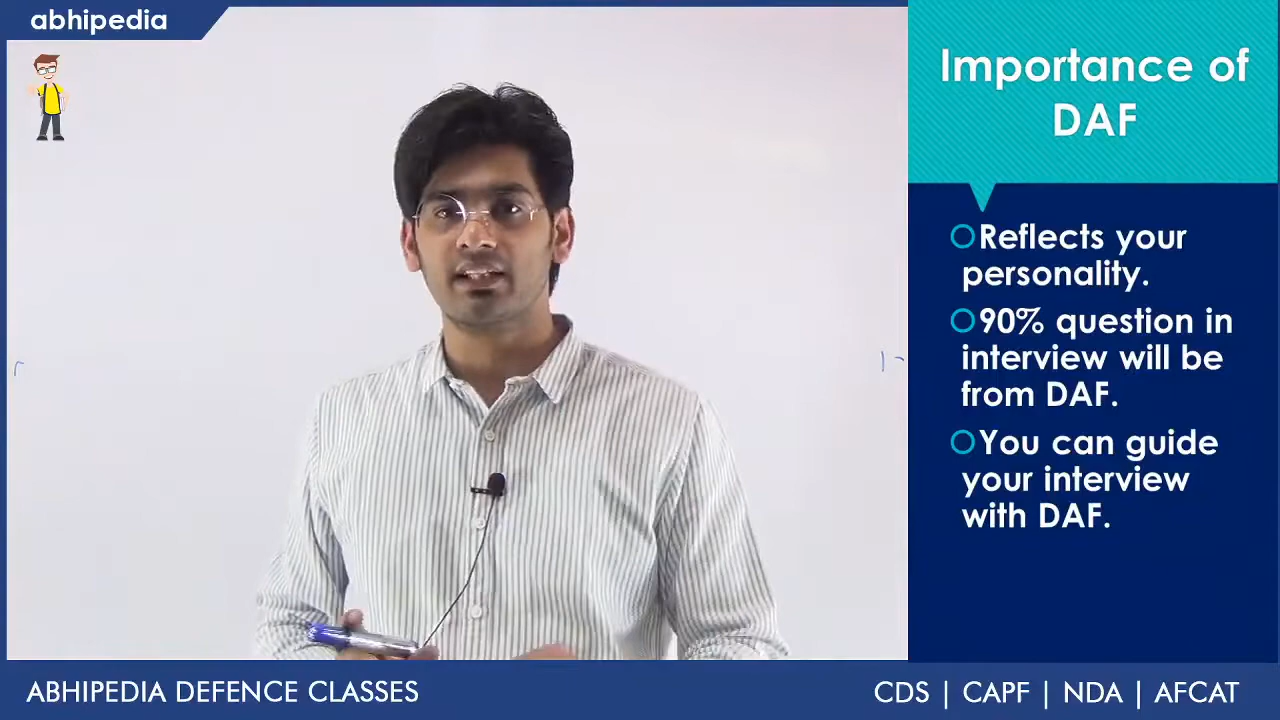 abhipedia
Importance of
DAF
Reflects your
personality.
90% question in
interview will be
from DAF.
You can guide
your interview
with DAF.
ABHIPEDIA DEFENCE CLASSES
CDS | CAPF | NDA | AFCAT